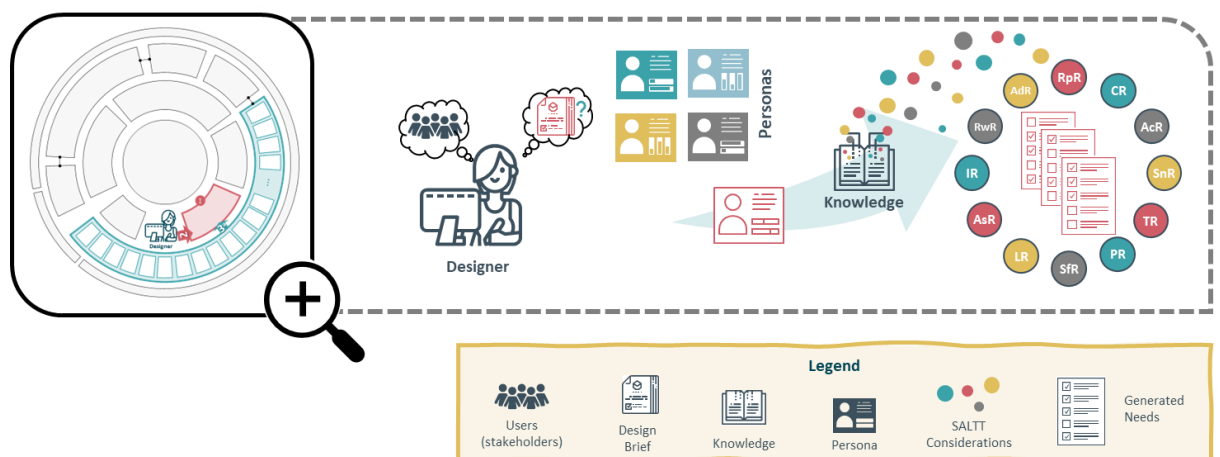 Designer
Designer
?
Personas
Knowledge
RpR
CR
AcR
SnR
TR
PR
SfR
LR
AsR
IR
RwR
AdR
Legend
Users
(stakeholders)
Design
Brief
Knowledge
Persona
SALTT
Considerations
Generated
Needs